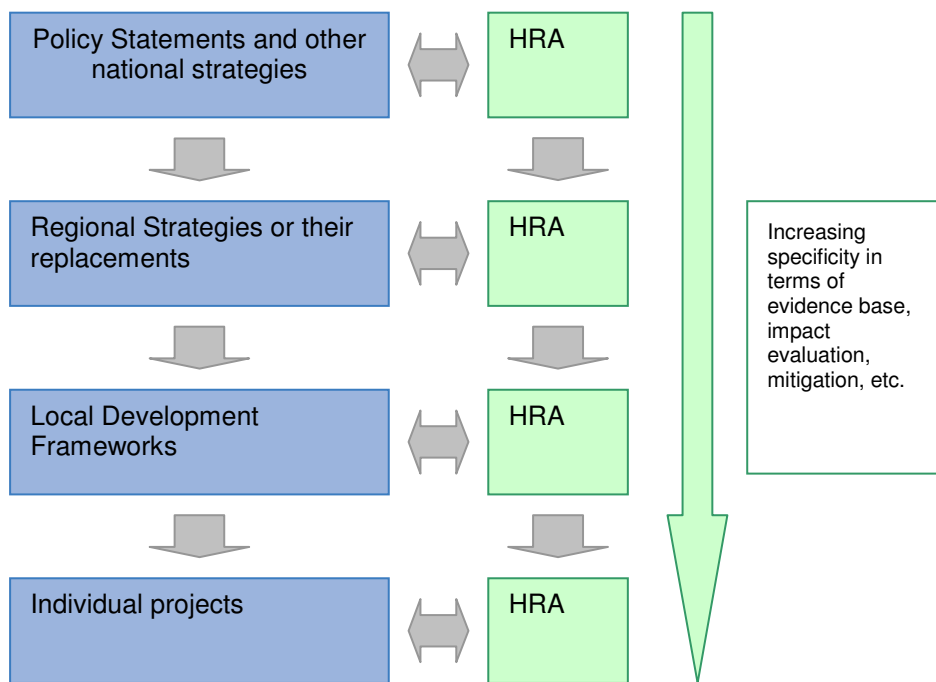 Policy Statements and other
national strategies
HRA
Regional Strategies or their
replacements
HRA
Increasing
specificity in
terms of
evidence base,
impact
evaluation,
mitigation, etc.
Local Development
Frameworks
HRA
Individual projects
HRA